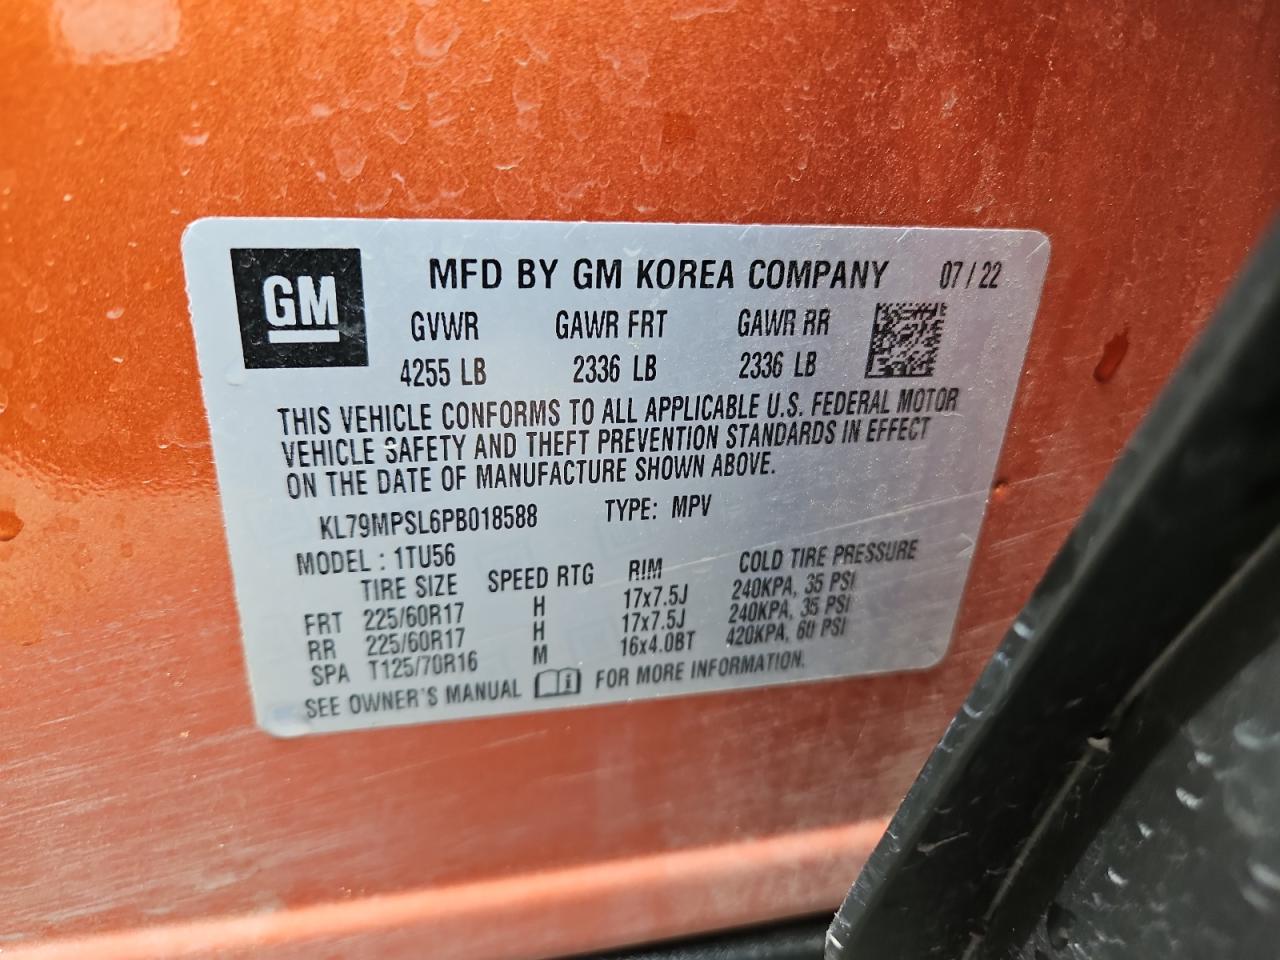 GM
MFD BY GM KOREA COMPANY 07/22
GVWR GAWR FRT GAWR RR
4255 LB 2336 LB 2336 LB
THIS VEHICLE CONFORMS TO ALL APPLICABLE U.S. FEDERAL MOTOR
VEHICLE SAFETY AND THEFT PREVENTION STANDARDS IN EFFECT
ON THE DATE OF MANUFACTURE SHOWN ABOVE.
KL79MPSL6PB018588 TYPE: MPV
MODEL : 1TU56
TIRE SIZE SPEED RTG RIM COLD TIRE PRESSURE
FRT 225/60R17 H 17x7.5J 240KPA, 35 PSI
RR 225/60R17 H 17x7.5J 240KPA, 35 PSI
SPA T125/70R16 M 16x4.0BT 420KPA, 60 PSI
SEE OWNER'S MANUAL i FOR MORE INFORMATION.